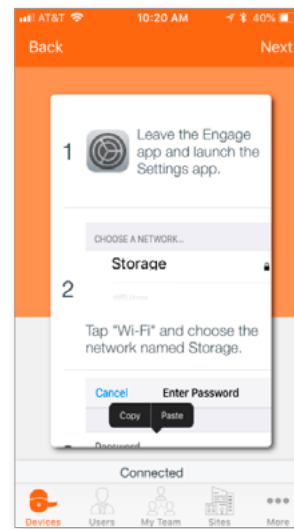 AT&T 10:20 AM 40%
Back Next
1 Leave the Engage
app and launch the
Settings app.
CHOOSE A NETWORK...
Storage
2
Tap "Wi-Fi" and choose the
network named Storage.
Cancel Enter Password
Copy Paste
Password
Connected
Devices Users My Team Sites More